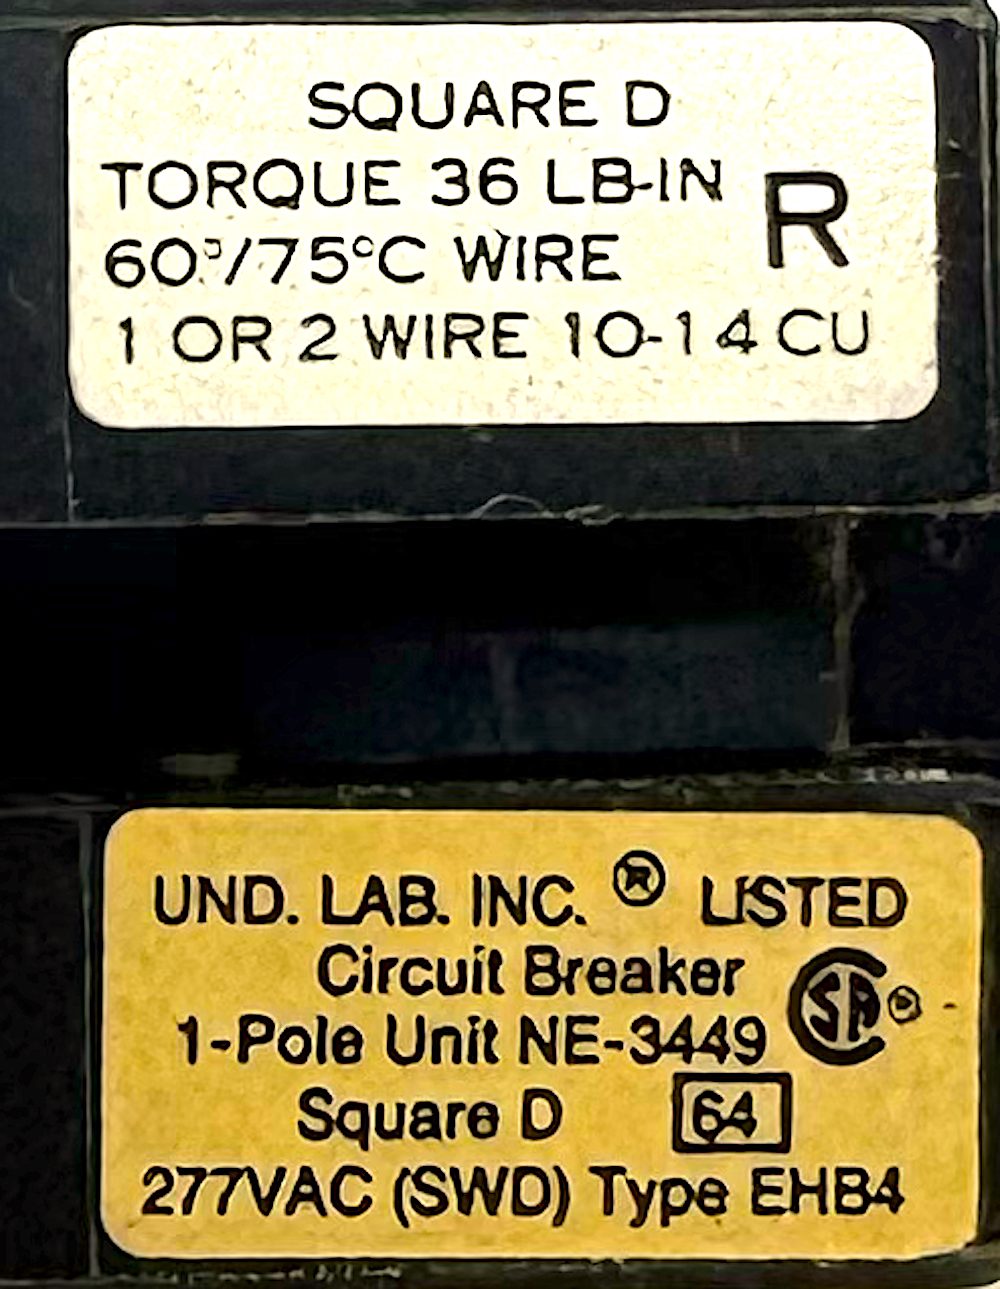 SQUARE D
TORQUE 36 LB-IN
R
60°/75°C WIRE
1 OR 2 WIRE 10-14 CU
UND. LAB. INC. ® LISTED
Circuit Breaker
SA ®
1-Pole Unit NE-3449
Square D 64
277VAC (SWD) Type EHB4